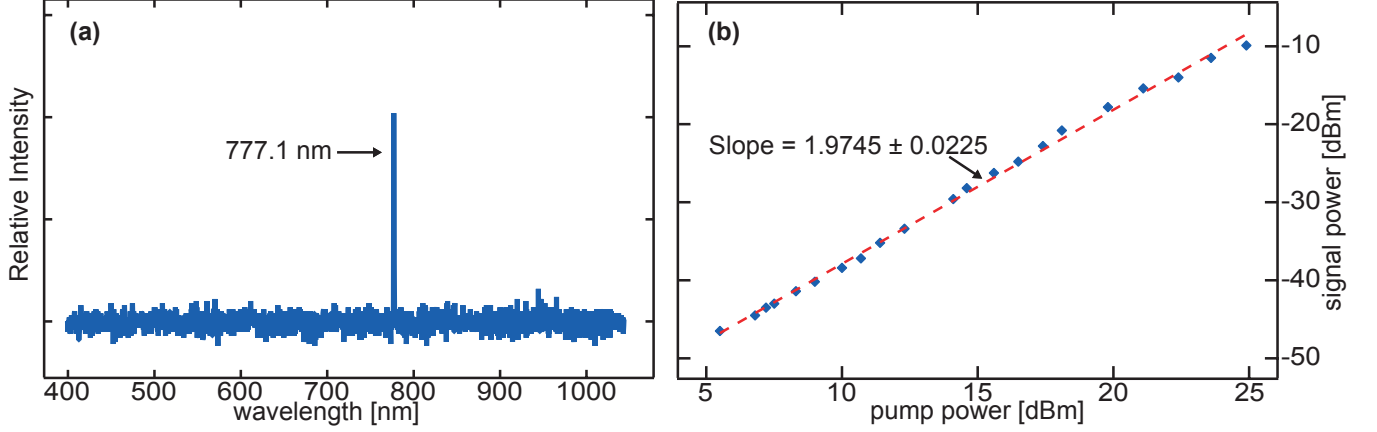 (a)
Relative Intensity
777.1 nm
400 500 600 700 800 900 1000
wavelength [nm]
(b)
Slope = 1.9745 ± 0.0225
-10
-20
-30
-40
-50
signal power [dBm]
5 10 15 20 25
pump power [dBm]